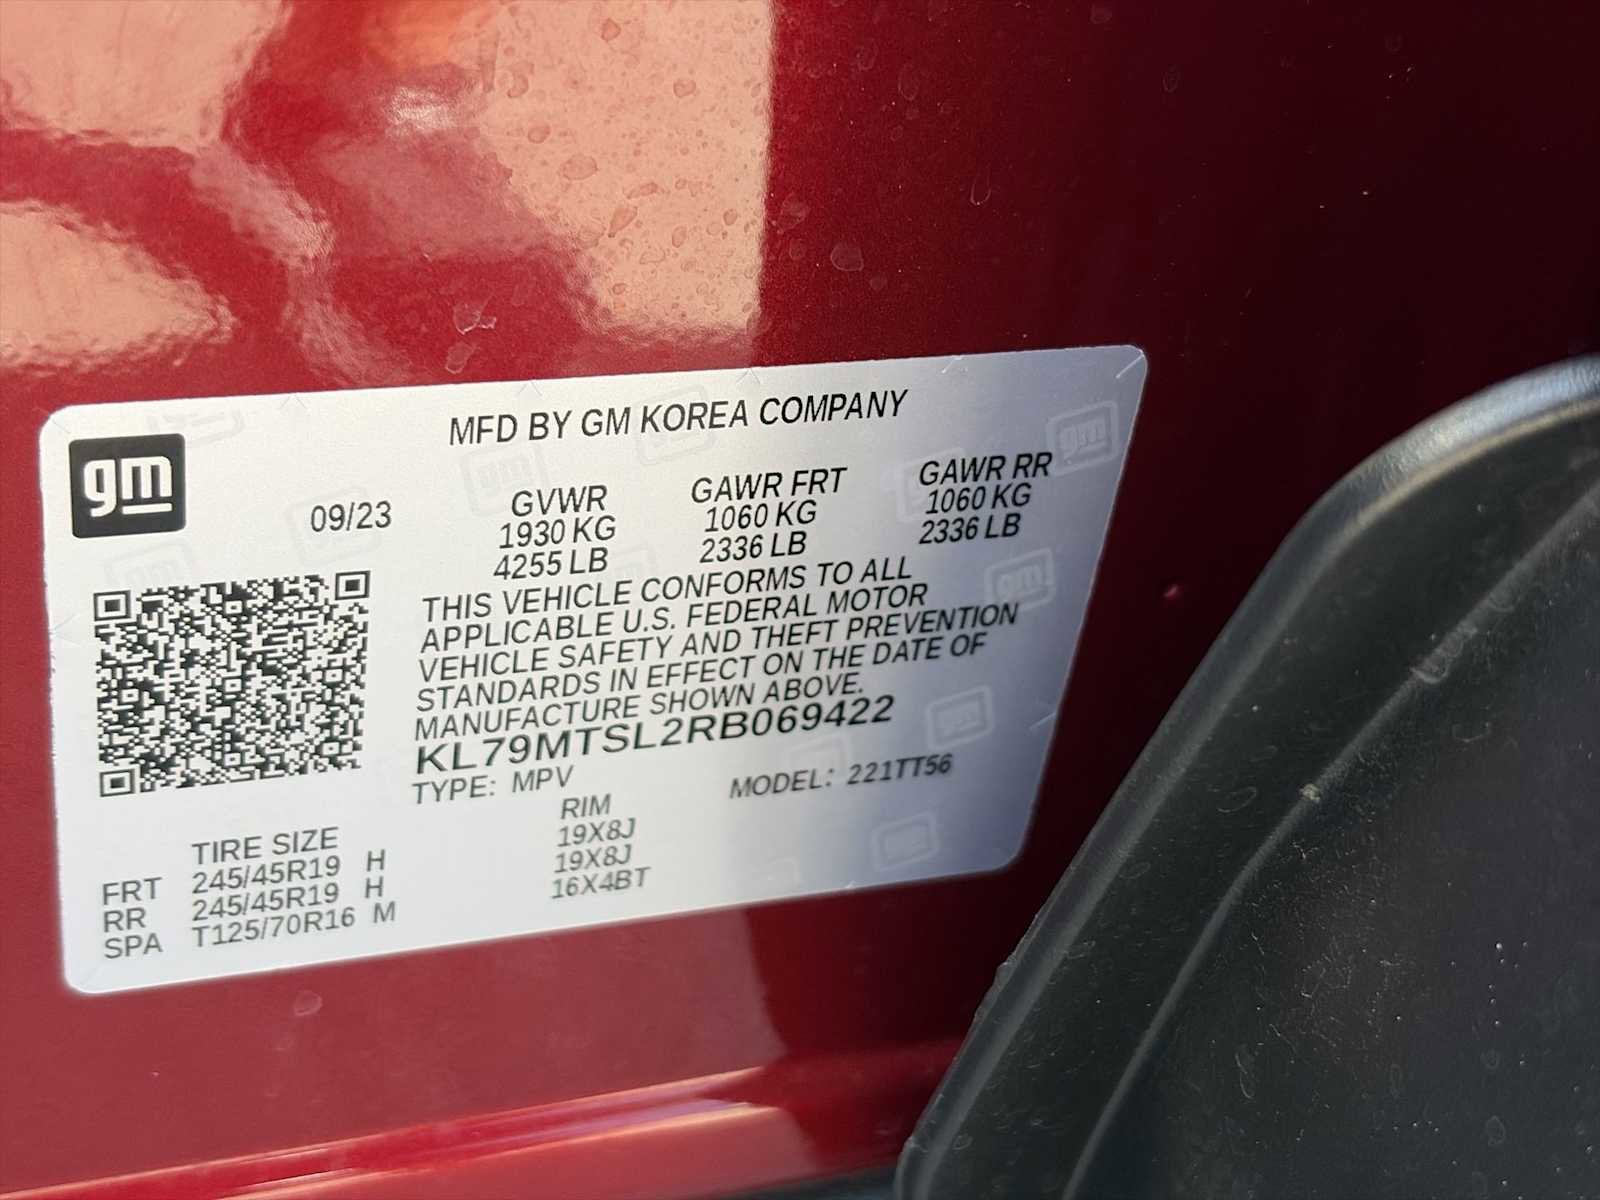 MFD BY GM KOREA COMPANY
gm
09/23
GVWR GAWR FRT GAWR RR
1930 KG 1060 KG 1060 KG
4255 LB 2336 LB 2336 LB
THIS VEHICLE CONFORMS TO ALL
APPLICABLE U.S. FEDERAL MOTOR
VEHICLE SAFETY AND THEFT PREVENTION
STANDARDS IN EFFECT ON THE DATE OF
MANUFACTURE SHOWN ABOVE.
KL79MTSL2RB069422
TYPE: MPV MODEL: 221TT56
TIRE SIZE RIM
FRT 245/45R19 H 19X8J
RR 245/45R19 H 19X8J
SPA T125/70R16 M 16X4BT